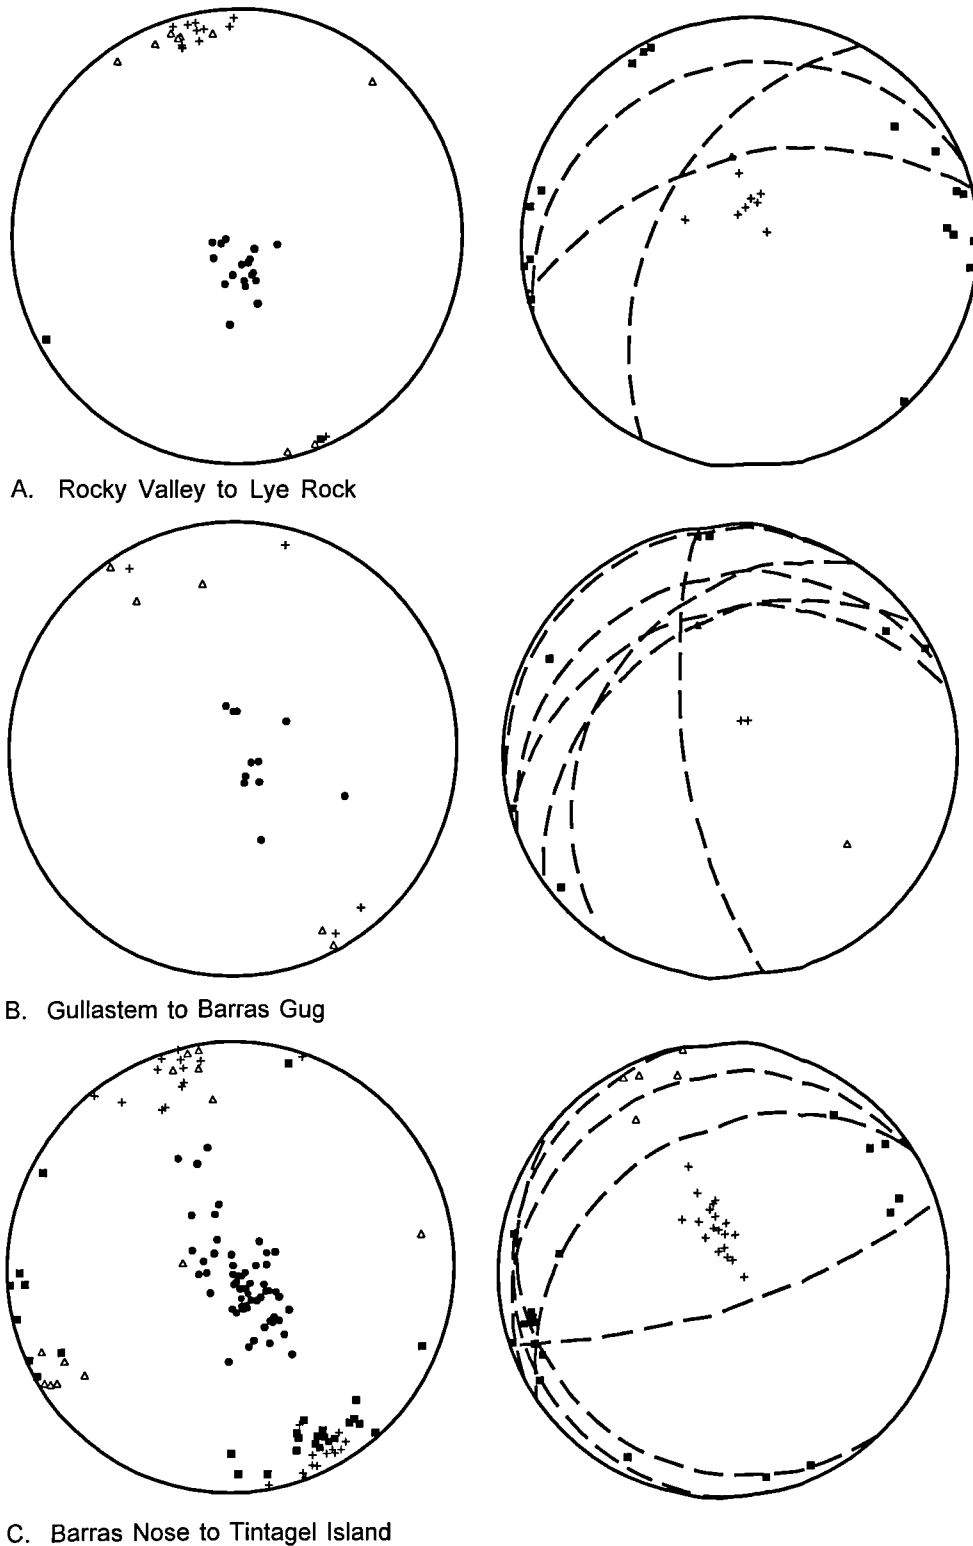 A. Rocky Valley to Lye Rock
B. Gullastem to Barras Gug
C. Barras Nose to Tintagel Island